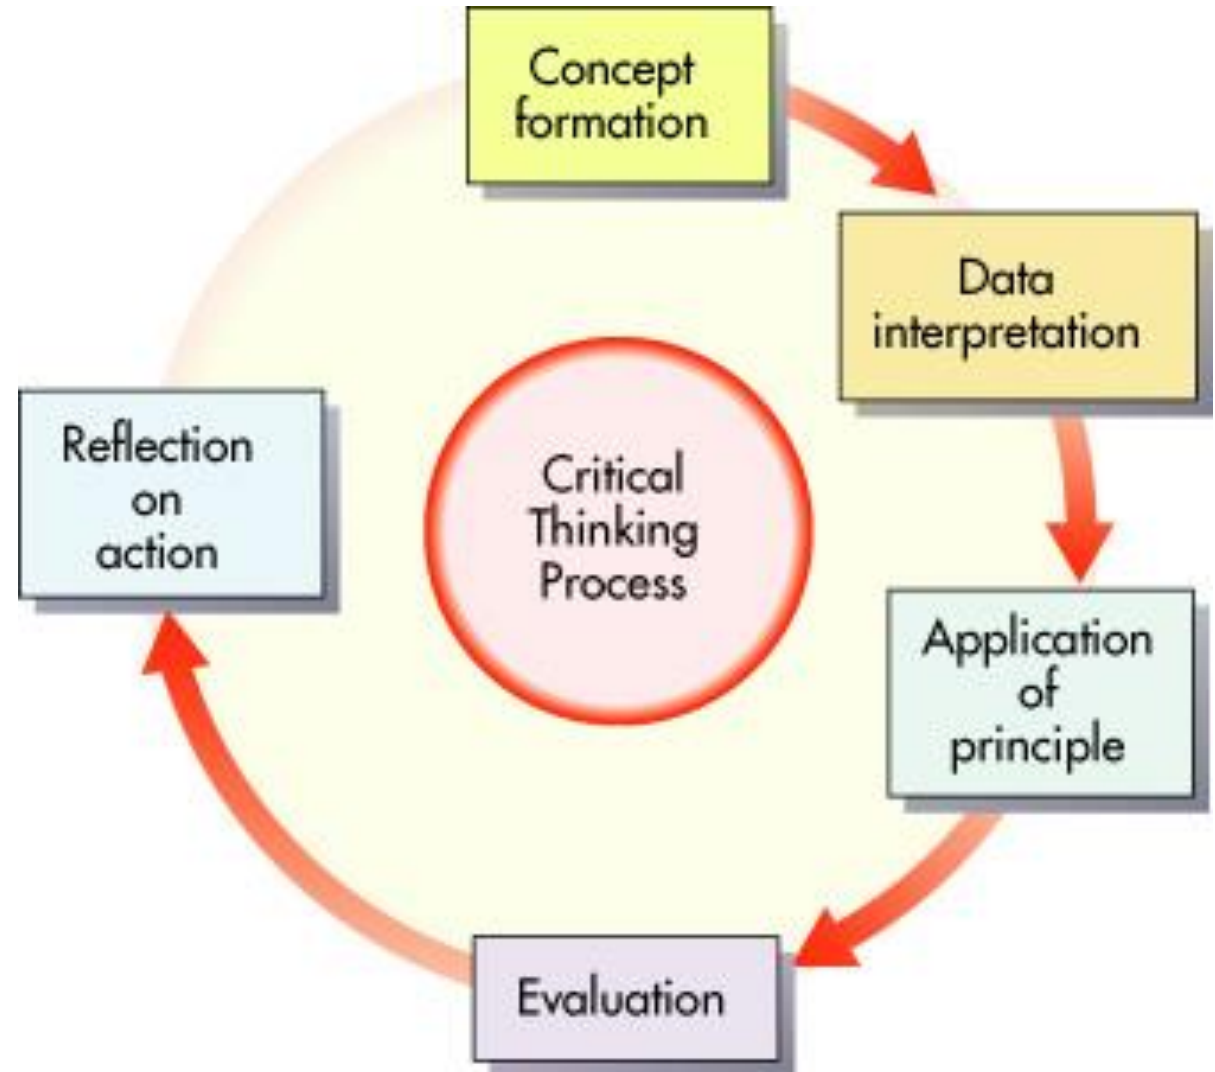 Concept
formation
Data
interpretation
Application
of
principle
Evaluation
Reflection
on
action
Critical
Thinking
Process